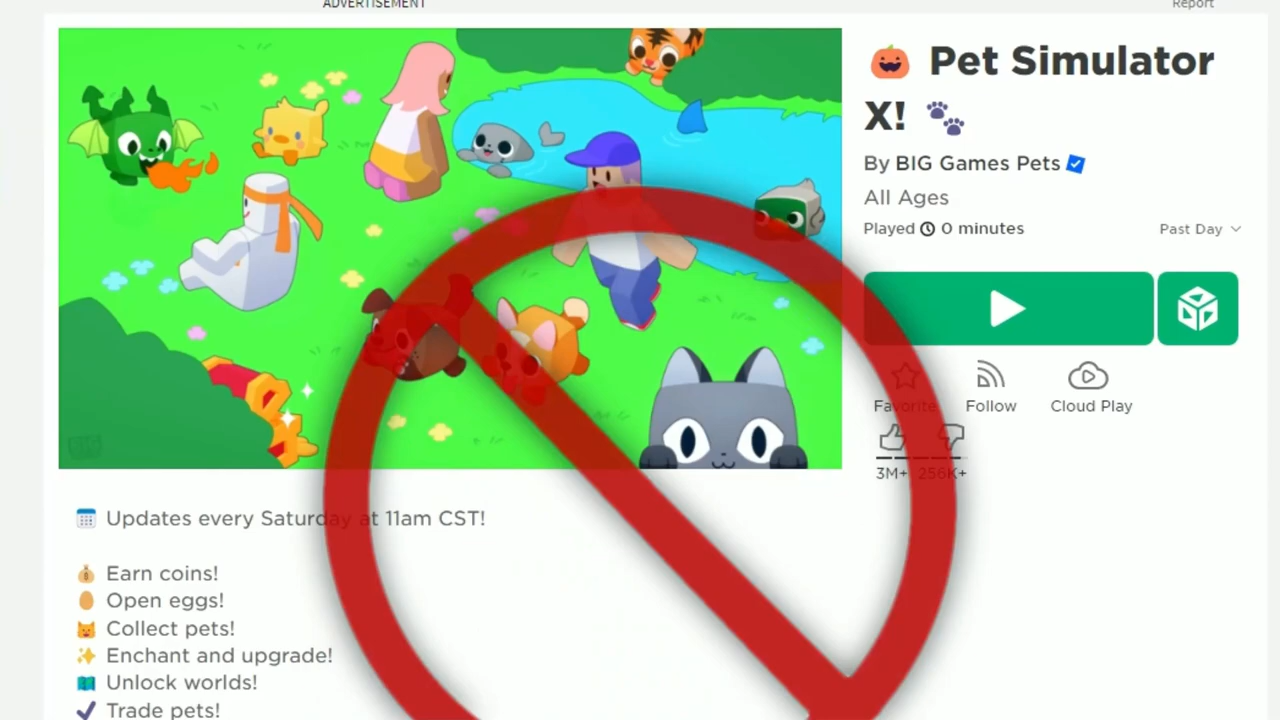 ADVERTISEMENT
Report
Pet Simulator
X!
By BIG Games Pets
All Ages
Played 0 minutes
Past Day
Favorite
Follow
Cloud Play
3M+
256K+
Updates every Saturday at 11am CST!
Earn coins!
Open eggs!
Collect pets!
Enchant and upgrade!
Unlock worlds!
Trade pets!